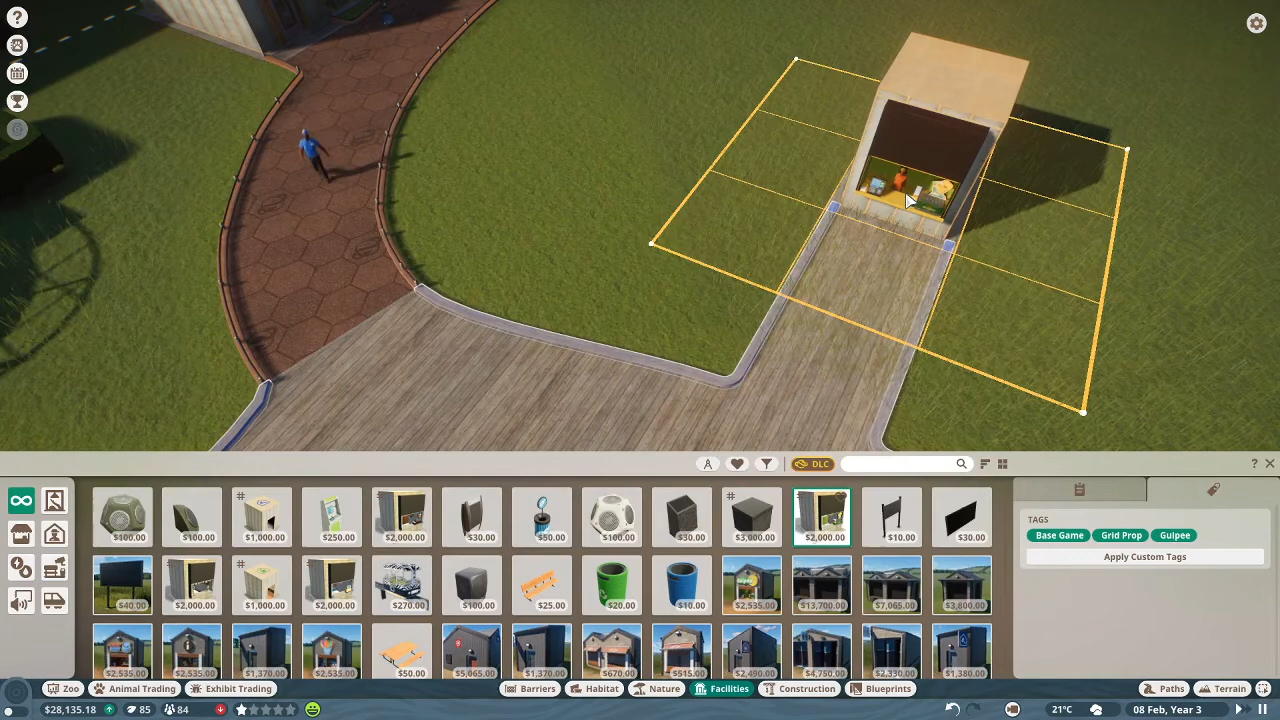 DLC
$100.00 $100.00 $1,000.00 $250.00 $2,000.00 $30.00 $50.00 $100.00 $30.00 $3,000.00 $2,000.00 $10.00 $30.00
TAGS
Base Game Grid Prop Gulpee
Apply Custom Tags
$40.00 $2,000.00 $1,000.00 $2,000.00 $270.00 $100.00 $25.00 $20.00 $10.00 $2,535.00 $13,700.00 $7,065.00 $3,800.00
$2,535.00 $2,535.00 $1,370.00 $2,535.00 $50.00 $5,065.00 $1,370.00 $670.00 $515.00 $2,490.00 $4,750.00 $2,330.00 $1,380.00
Zoo Animal Trading Exhibit Trading Barriers Habitat Nature Facilities Construction Blueprints Paths Terrain
$28,135.18 85 84 21°C 08 Feb, Year 3